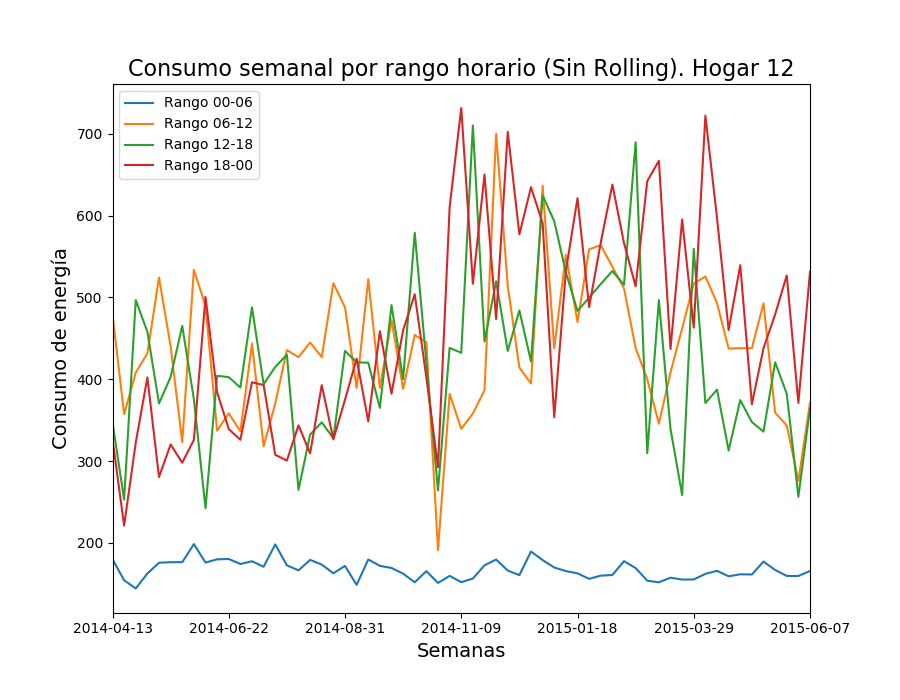 Consumo semanal por rango horario (Sin Rolling). Hogar 12
Rango 00-06
Rango 06-12
Rango 12-18
Rango 18-00
Consumo de energía
700
600
500
400
300
200
2014-04-13 2014-06-22 2014-08-31 2014-11-09 2015-01-18 2015-03-29 2015-06-07
Semanas